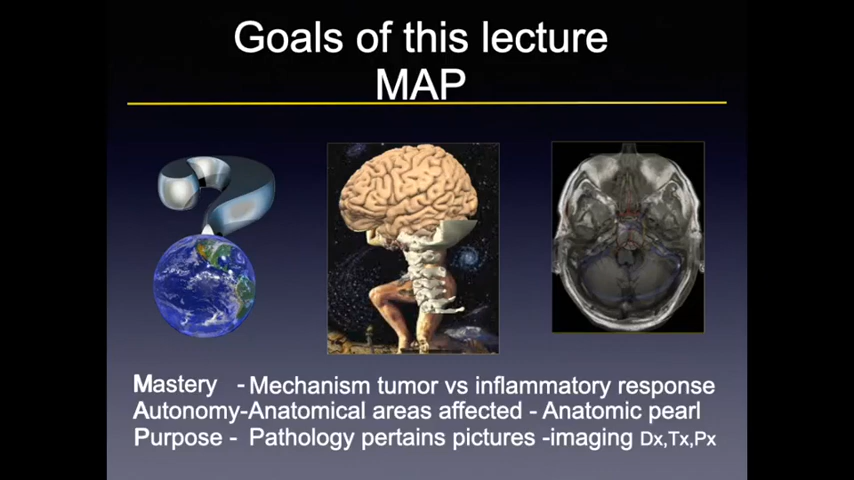 Goals of this lecture
MAP
Mastery - Mechanism tumor vs inflammatory response
Autonomy-Anatomical areas affected - Anatomic pearl
Purpose - Pathology pertains pictures -imaging Dx,Tx,Px